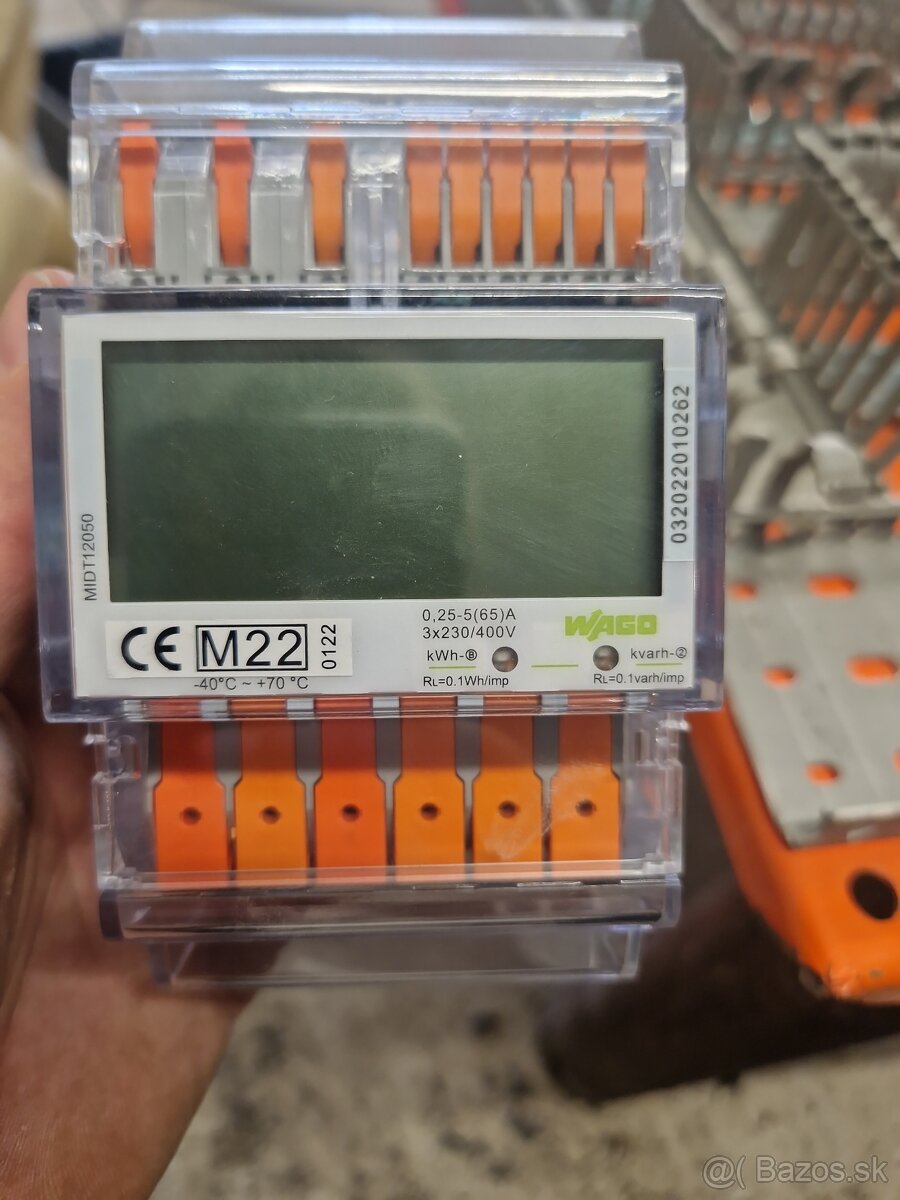 032022010262
MIDT12050
CE M22 0122
-40°C ~ +70 °C
0,25-5(65)A
3x230/400V
WAGO
kWh-Ⓑ
kvarh-②
RL=0.1Wh/imp
RL=0.1varh/imp
@( Bazos.sk